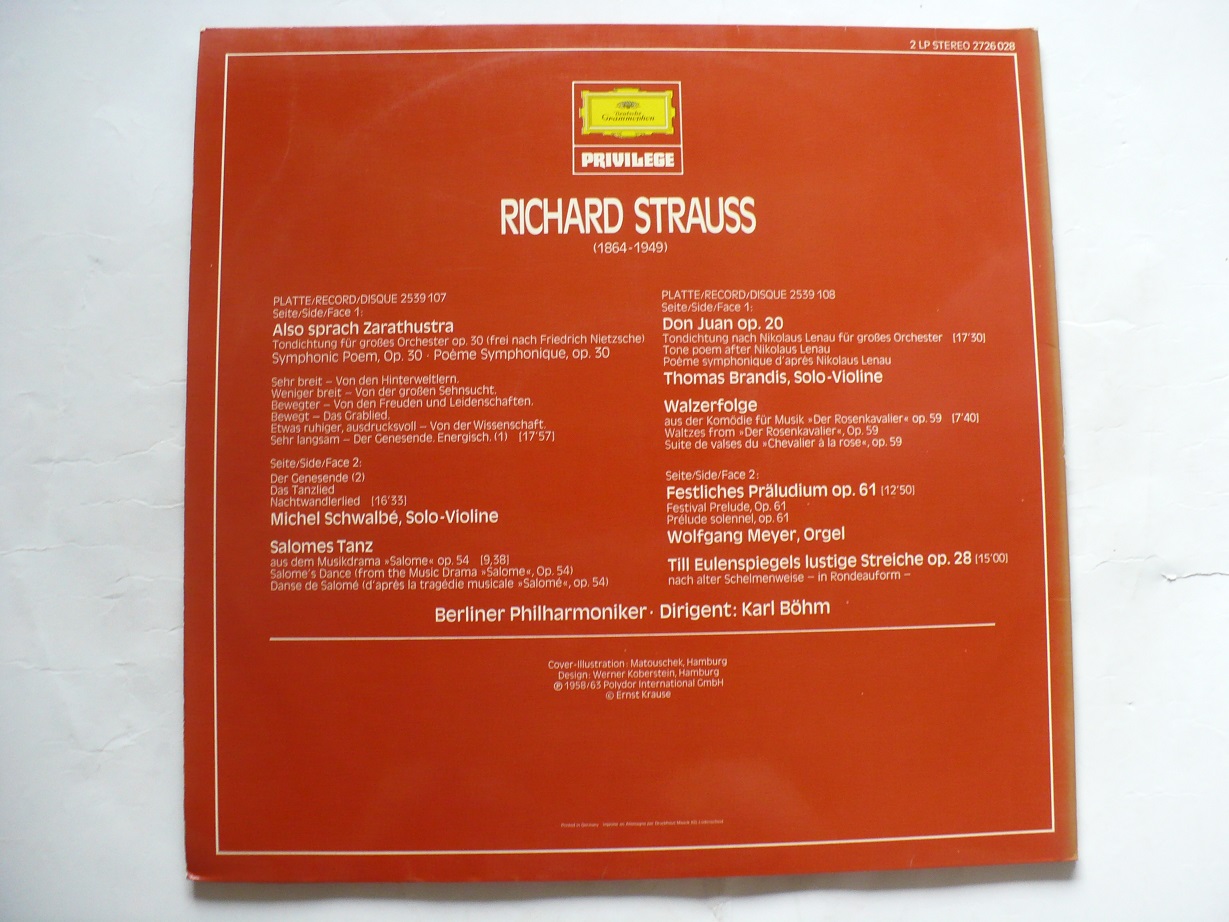 2 LP STEREO 2726 028
Deutsche
Grammophon
PRIVILEGE
RICHARD STRAUSS
(1864-1949)
PLATTE/RECORD/DISQUE 2539 107
Seite/Side/Face 1:
Also sprach Zarathustra
Tondichtung für großes Orchester op. 30 (frei nach Friedrich Nietzsche)
Symphonic Poem, Op. 30 · Poème Symphonique, op. 30
Sehr breit – Von den Hinterweltlern.
Weniger breit – Von der großen Sehnsucht.
Bewegter – Von den Freuden und Leidenschaften.
Bewegt – Das Grablied.
Etwas ruhiger, ausdrucksvoll – Von der Wissenschaft.
Sehr langsam – Der Genesende. Energisch. (1) [17'57]
Seite/Side/Face 2:
Der Genesende (2)
Das Tanzlied
Nachtwandlerlied [16'33]
Michel Schwalbé, Solo-Violine
Salomes Tanz
aus dem Musikdrama »Salome« op. 54 [9,38]
Salome's Dance (from the Music Drama »Salome«, Op. 54)
Danse de Salomé (d'après la tragédie musicale »Salomé«, op. 54)
PLATTE/RECORD/DISQUE 2539 108
Seite/Side/Face 1:
Don Juan op. 20
Tondichtung nach Nikolaus Lenau für großes Orchester [17'30]
Tone poem after Nikolaus Lenau
Poème symphonique d'après Nikolaus Lenau
Thomas Brandis, Solo-Violine
Walzerfolge
aus der Komödie für Musik »Der Rosenkavalier« op. 59 [7'40]
Waltzes from »Der Rosenkavalier«, Op. 59
Suite de valses du »Chevalier à la rose«, op. 59
Seite/Side/Face 2:
Festliches Präludium op. 61 [12'50]
Festival Prelude, Op. 61
Prélude solennel, op. 61
Wolfgang Meyer, Orgel
Till Eulenspiegels lustige Streiche op. 28 [15'00]
nach alter Schelmenweise – in Rondeauform –
Berliner Philharmoniker · Dirigent: Karl Böhm
Cover-Illustration: Matouschek, Hamburg
Design: Werner Koberstein, Hamburg
℗ 1958/63 Polydor International GmbH
© Ernst Krause
Printed in Germany